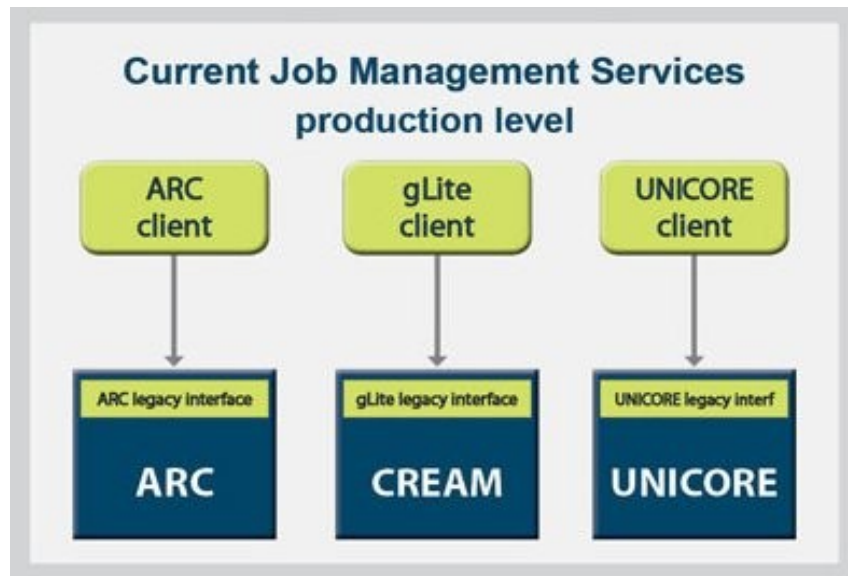 Current Job Management Services
production level
ARC
client
gLite
client
UNICORE
client
ARC legacy interface
gLite legacy interface
UNICORE legacy interf
ARC
CREAM
UNICORE